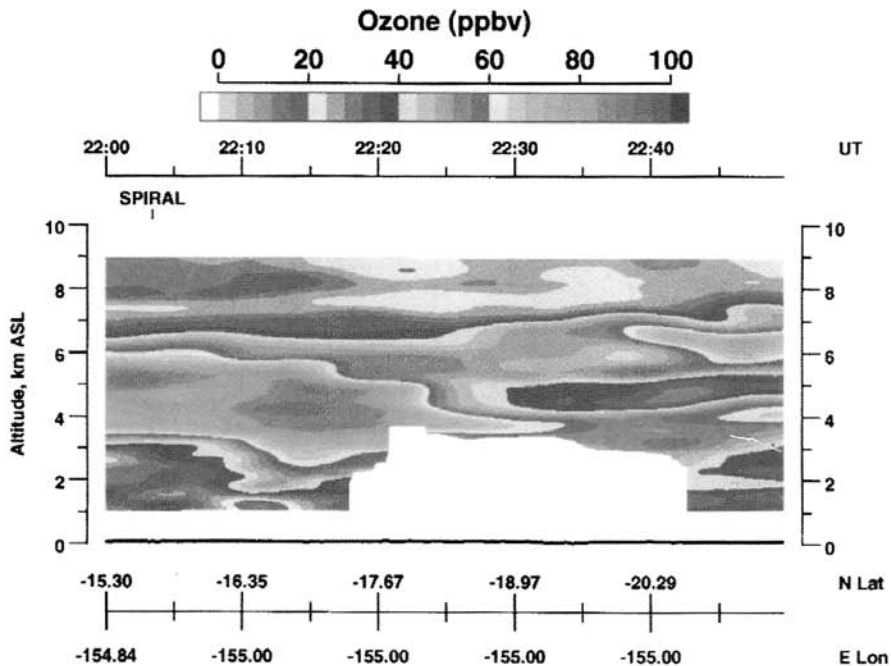 Ozone (ppbv)
0 20 40 60 80 100
22:00 22:10 22:20 22:30 22:40 UT
SPIRAL
10 10
8 8
6 6
4 4
2 2
0 0
Altitude, km ASL
-15.30 -16.35 -17.67 -18.97 -20.29 N Lat
-154.84 -155.00 -155.00 -155.00 -155.00 E Lon